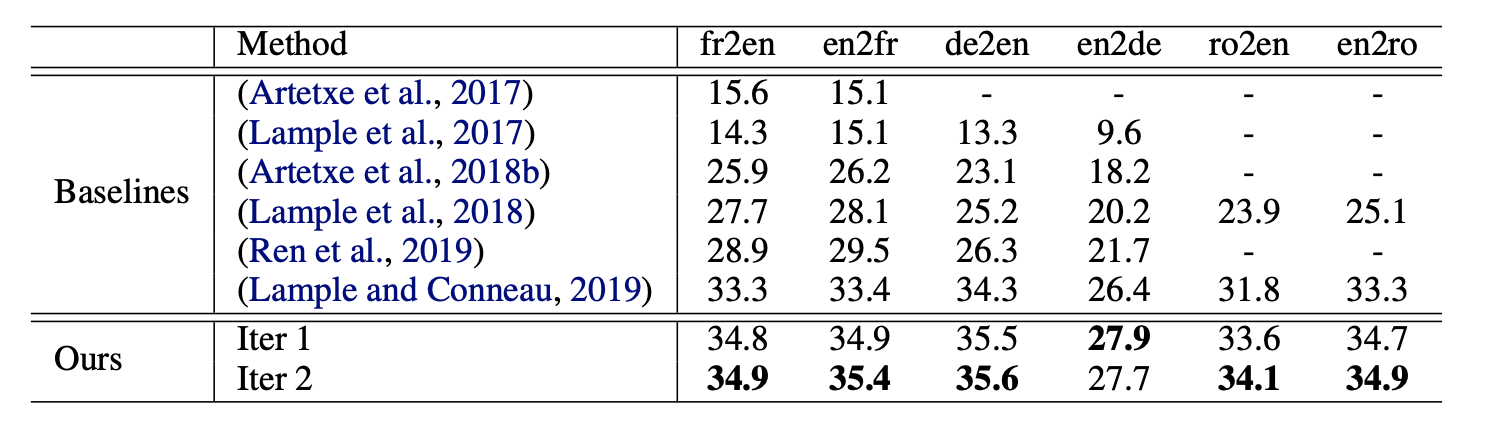 Method fr2en en2fr de2en en2de ro2en en2ro
(Artetxe et al., 2017) 15.6 15.1 - - - -
(Lample et al., 2017) 14.3 15.1 13.3 9.6 - -
(Artetxe et al., 2018b) 25.9 26.2 23.1 18.2 - -
Baselines
(Lample et al., 2018) 27.7 28.1 25.2 20.2 23.9 25.1
(Ren et al., 2019) 28.9 29.5 26.3 21.7 - -
(Lample and Conneau, 2019) 33.3 33.4 34.3 26.4 31.8 33.3
Ours
Iter 1 34.8 34.9 35.5 27.9 33.6 34.7
Iter 2 34.9 35.4 35.6 27.7 34.1 34.9